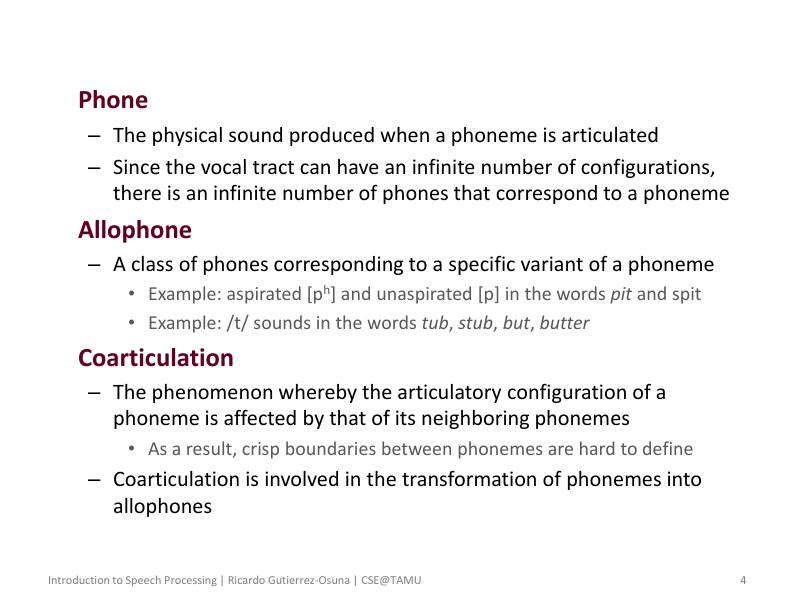 Phone
– The physical sound produced when a phoneme is articulated
– Since the vocal tract can have an infinite number of configurations,
there is an infinite number of phones that correspond to a phoneme
Allophone
– A class of phones corresponding to a specific variant of a phoneme
• Example: aspirated [pʰ] and unaspirated [p] in the words pit and spit
• Example: /t/ sounds in the words tub, stub, but, butter
Coarticulation
– The phenomenon whereby the articulatory configuration of a
phoneme is affected by that of its neighboring phonemes
• As a result, crisp boundaries between phonemes are hard to define
– Coarticulation is involved in the transformation of phonemes into
allophones
Introduction to Speech Processing | Ricardo Gutierrez-Osuna | CSE@TAMU 4